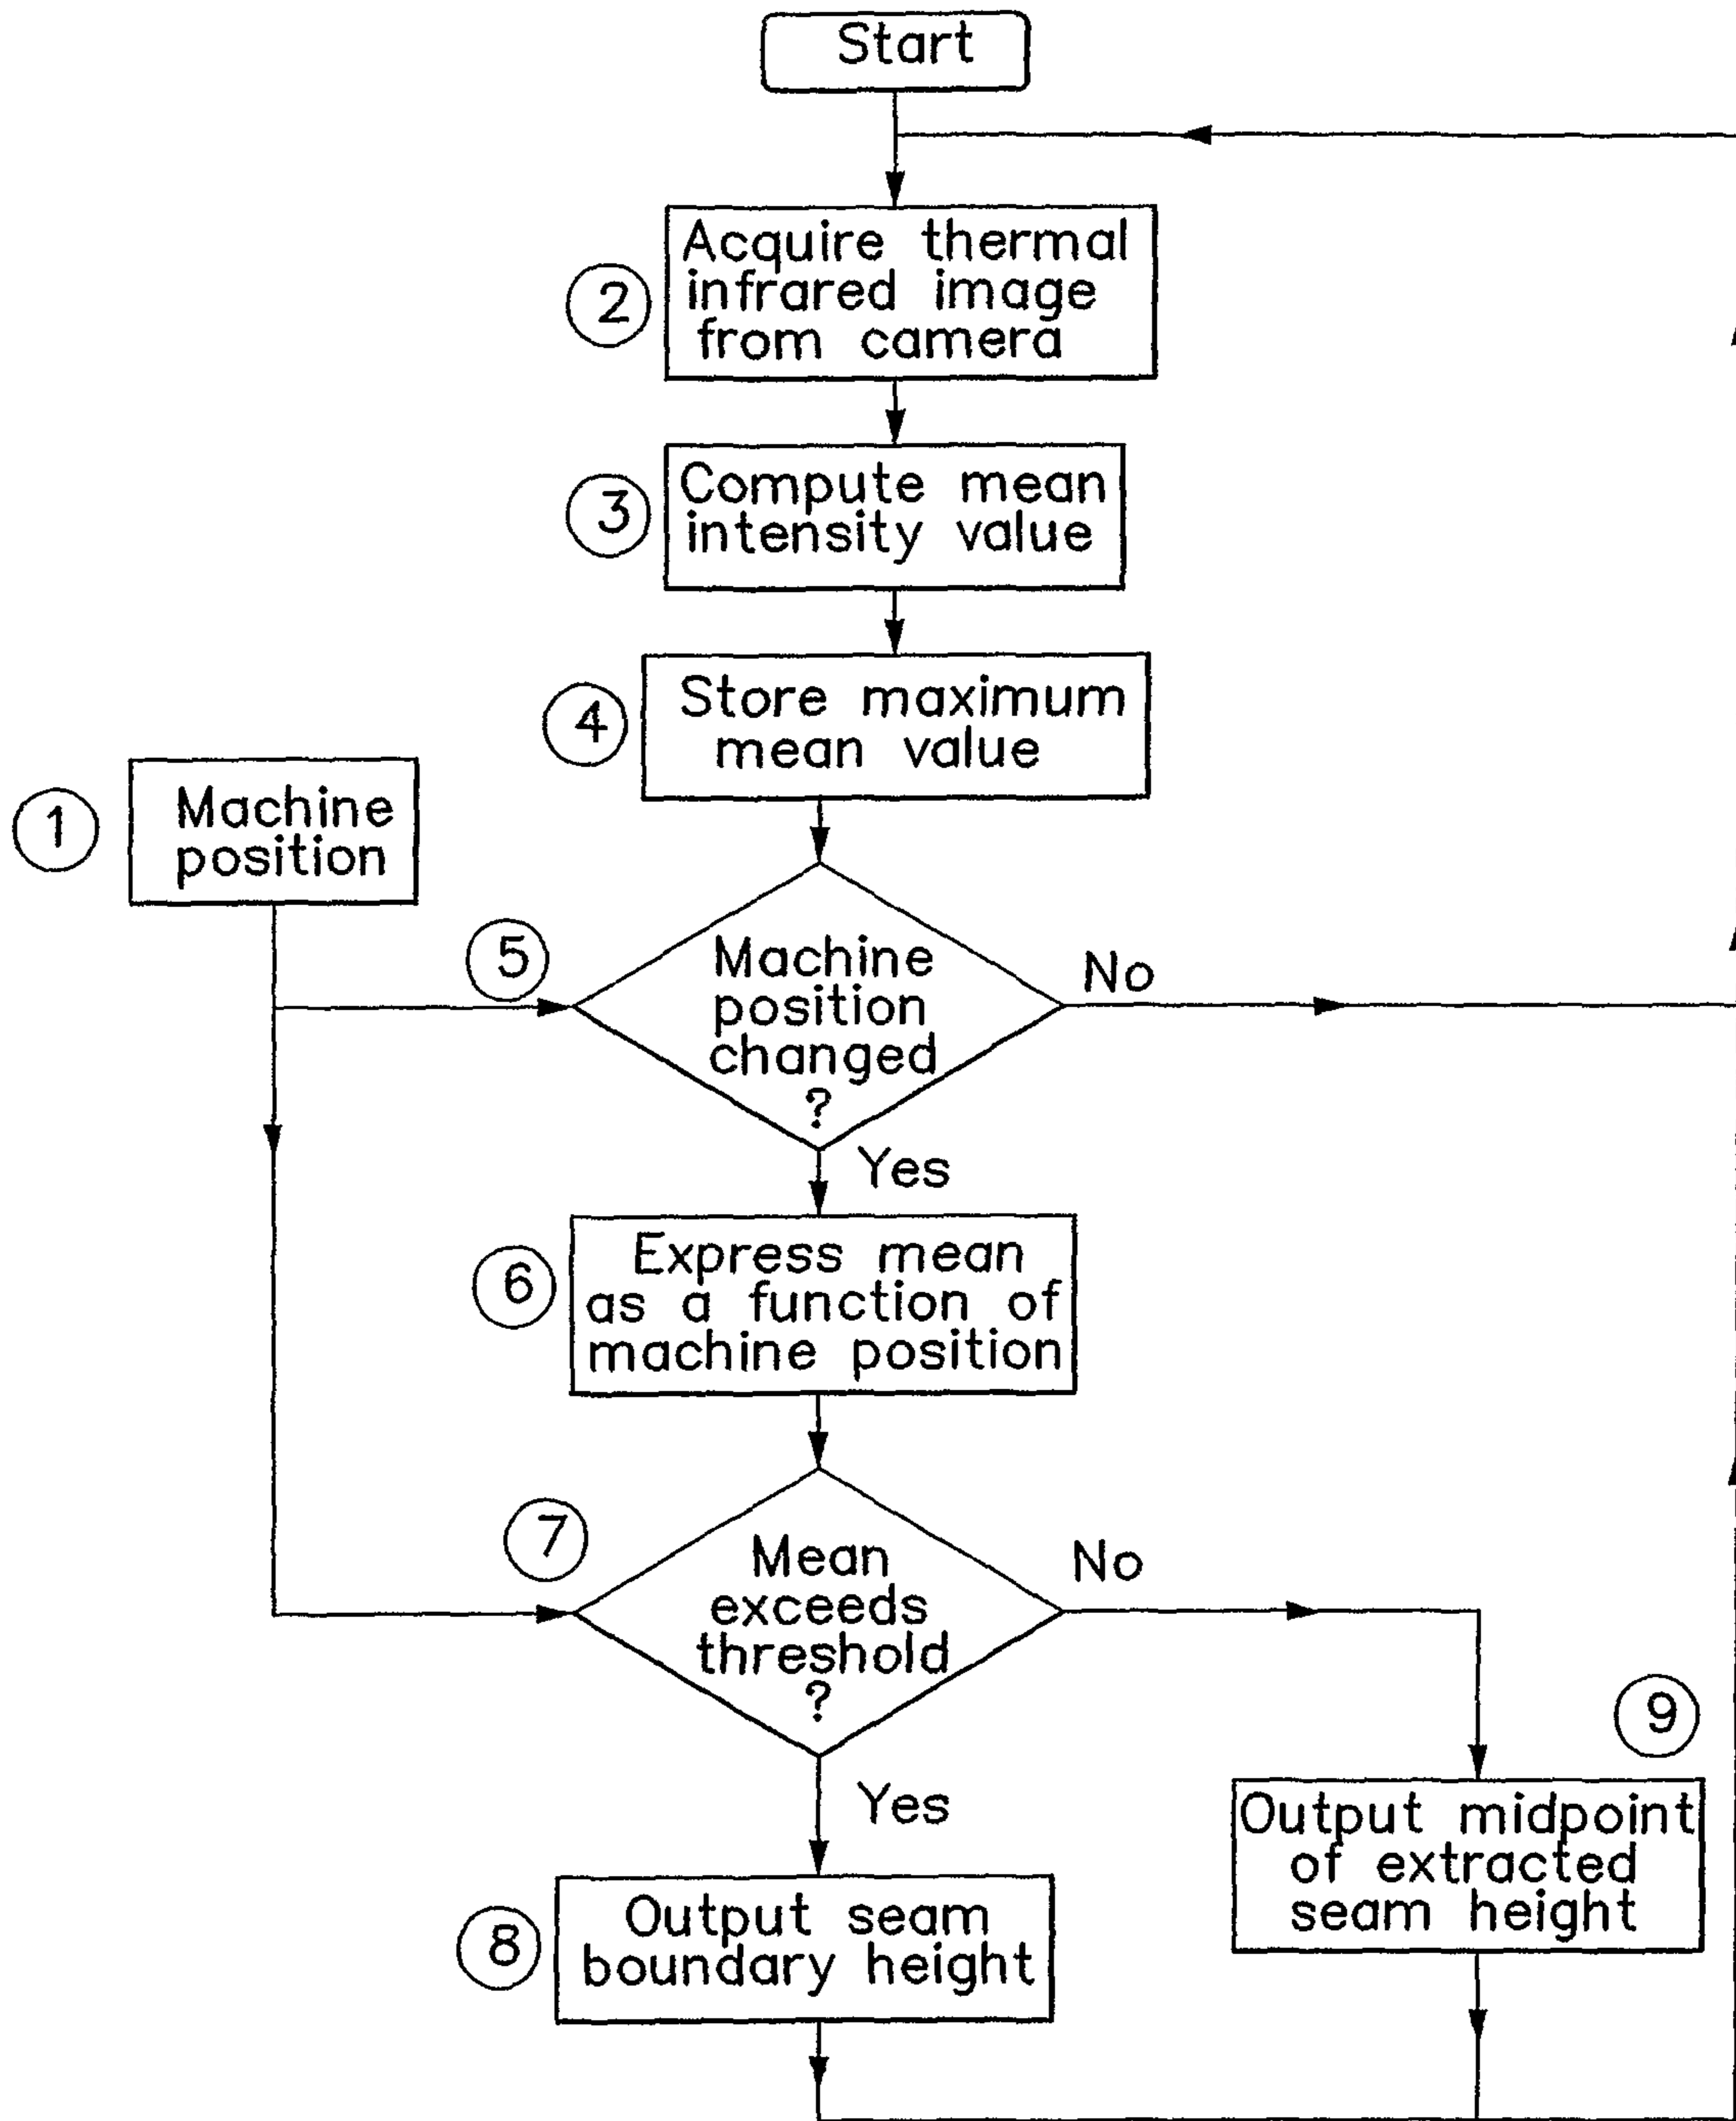 Start
2
Acquire thermal
infrared image
from camera
3
Compute mean
intensity value
4
Store maximum
mean value
1
Machine
position
5
Machine
position
changed
?
No
Yes
6
Express mean
as a function of
machine position
7
Mean
exceeds
threshold
?
No
Yes
9
Output midpoint
of extracted
seam height
8
Output seam
boundary height